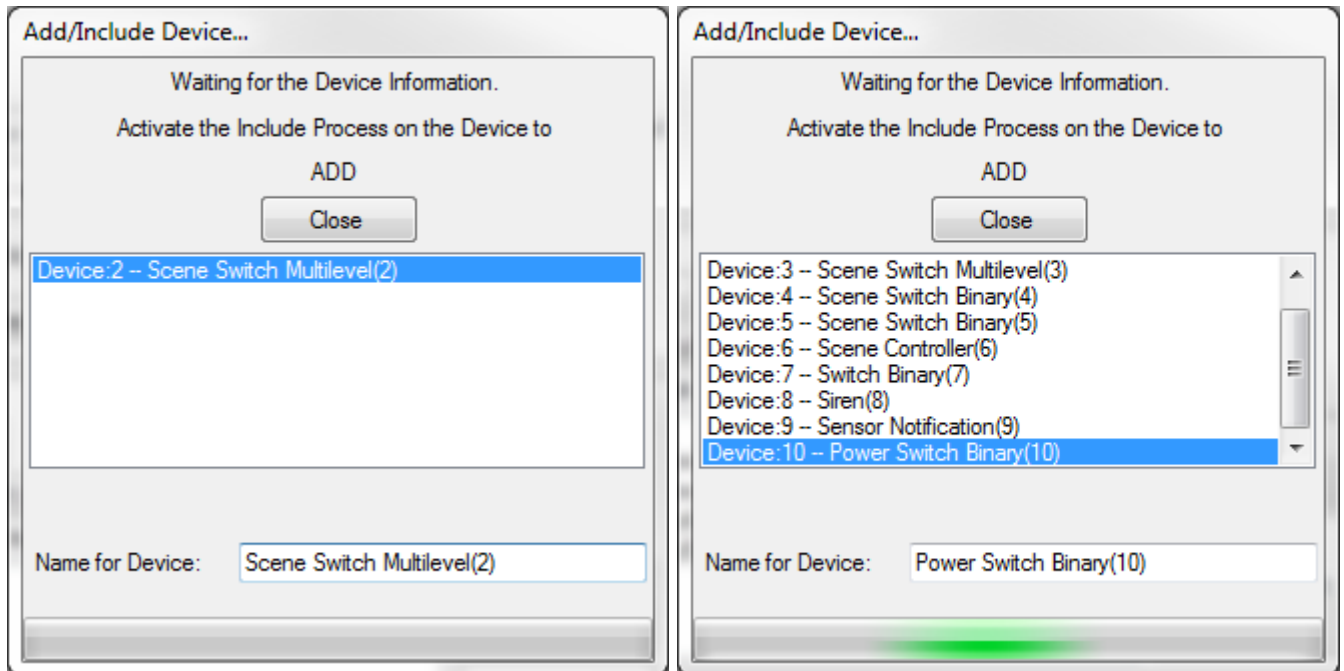 Add/Include Device...
Waiting for the Device Information.
Activate the Include Process on the Device to
ADD
Close
Device:2 -- Scene Switch Multilevel(2)
Name for Device:
Scene Switch Multilevel(2)
Add/Include Device...
Waiting for the Device Information.
Activate the Include Process on the Device to
ADD
Close
Device:3 -- Scene Switch Multilevel(3)
Device:4 -- Scene Switch Binary(4)
Device:5 -- Scene Switch Binary(5)
Device:6 -- Scene Controller(6)
Device:7 -- Switch Binary(7)
Device:8 -- Siren(8)
Device:9 -- Sensor Notification(9)
Device:10 -- Power Switch Binary(10)
Name for Device:
Power Switch Binary(10)